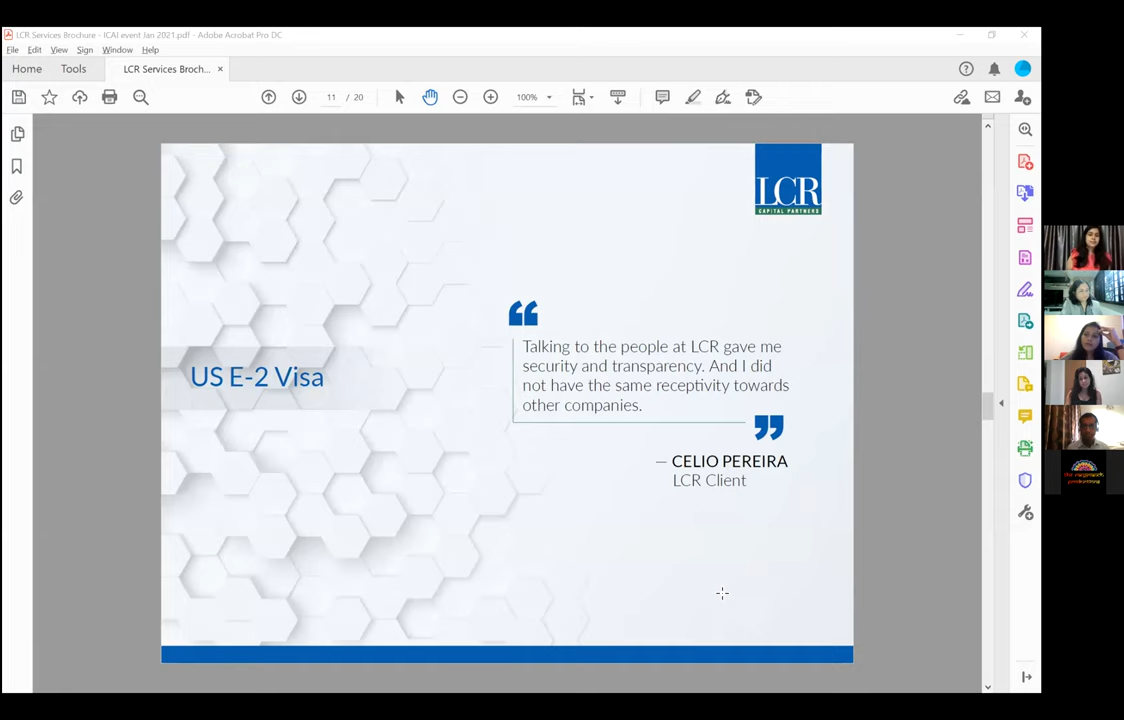 LCR Services Brochure - ICAI event Jan 2021.pdf - Adobe Acrobat Pro DC
File Edit View Sign Window Help
Home Tools LCR Services Broch... ×
11 / 20 100%
LCR
CAPITAL PARTNERS
US E-2 Visa
“
Talking to the people at LCR gave me
security and transparency. And I did
not have the same receptivity towards
other companies.
”
— CELIO PEREIRA
LCR Client